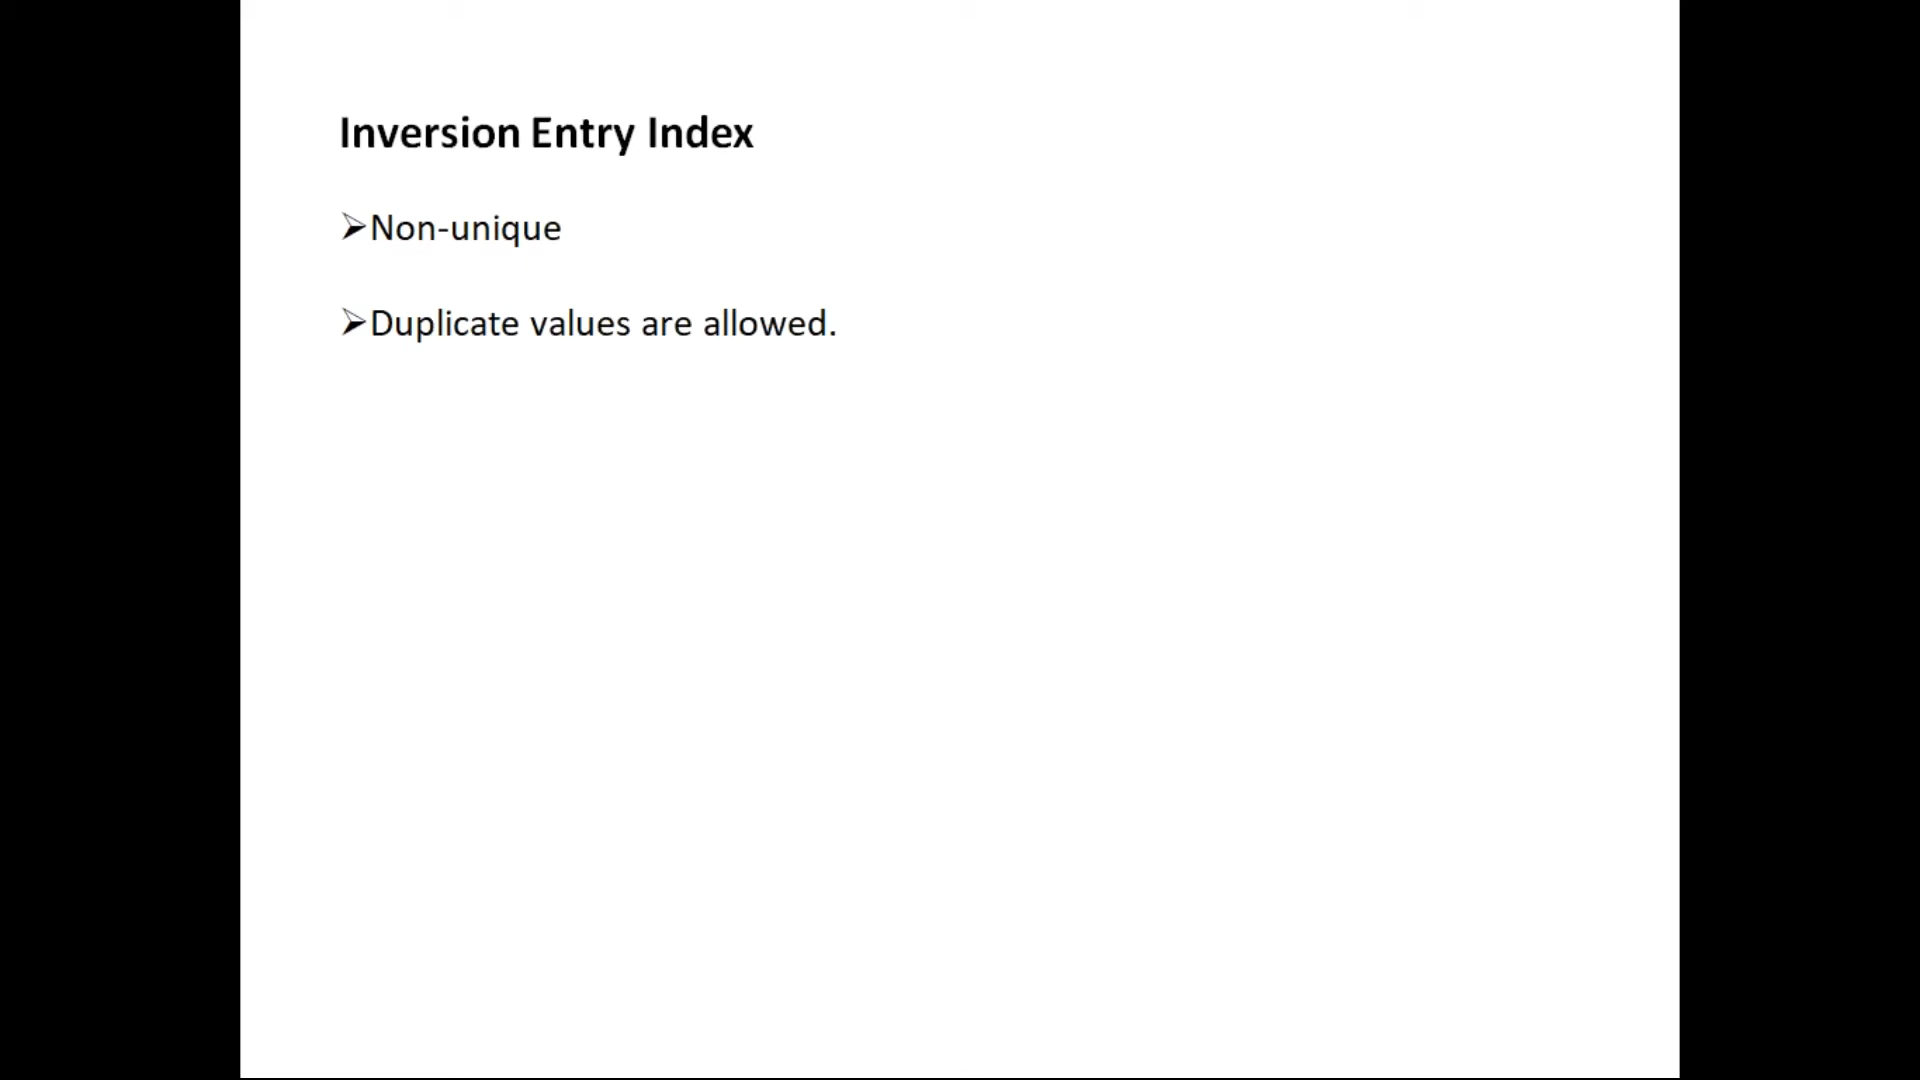 Inversion Entry Index
➢Non-unique
➢Duplicate values are allowed.